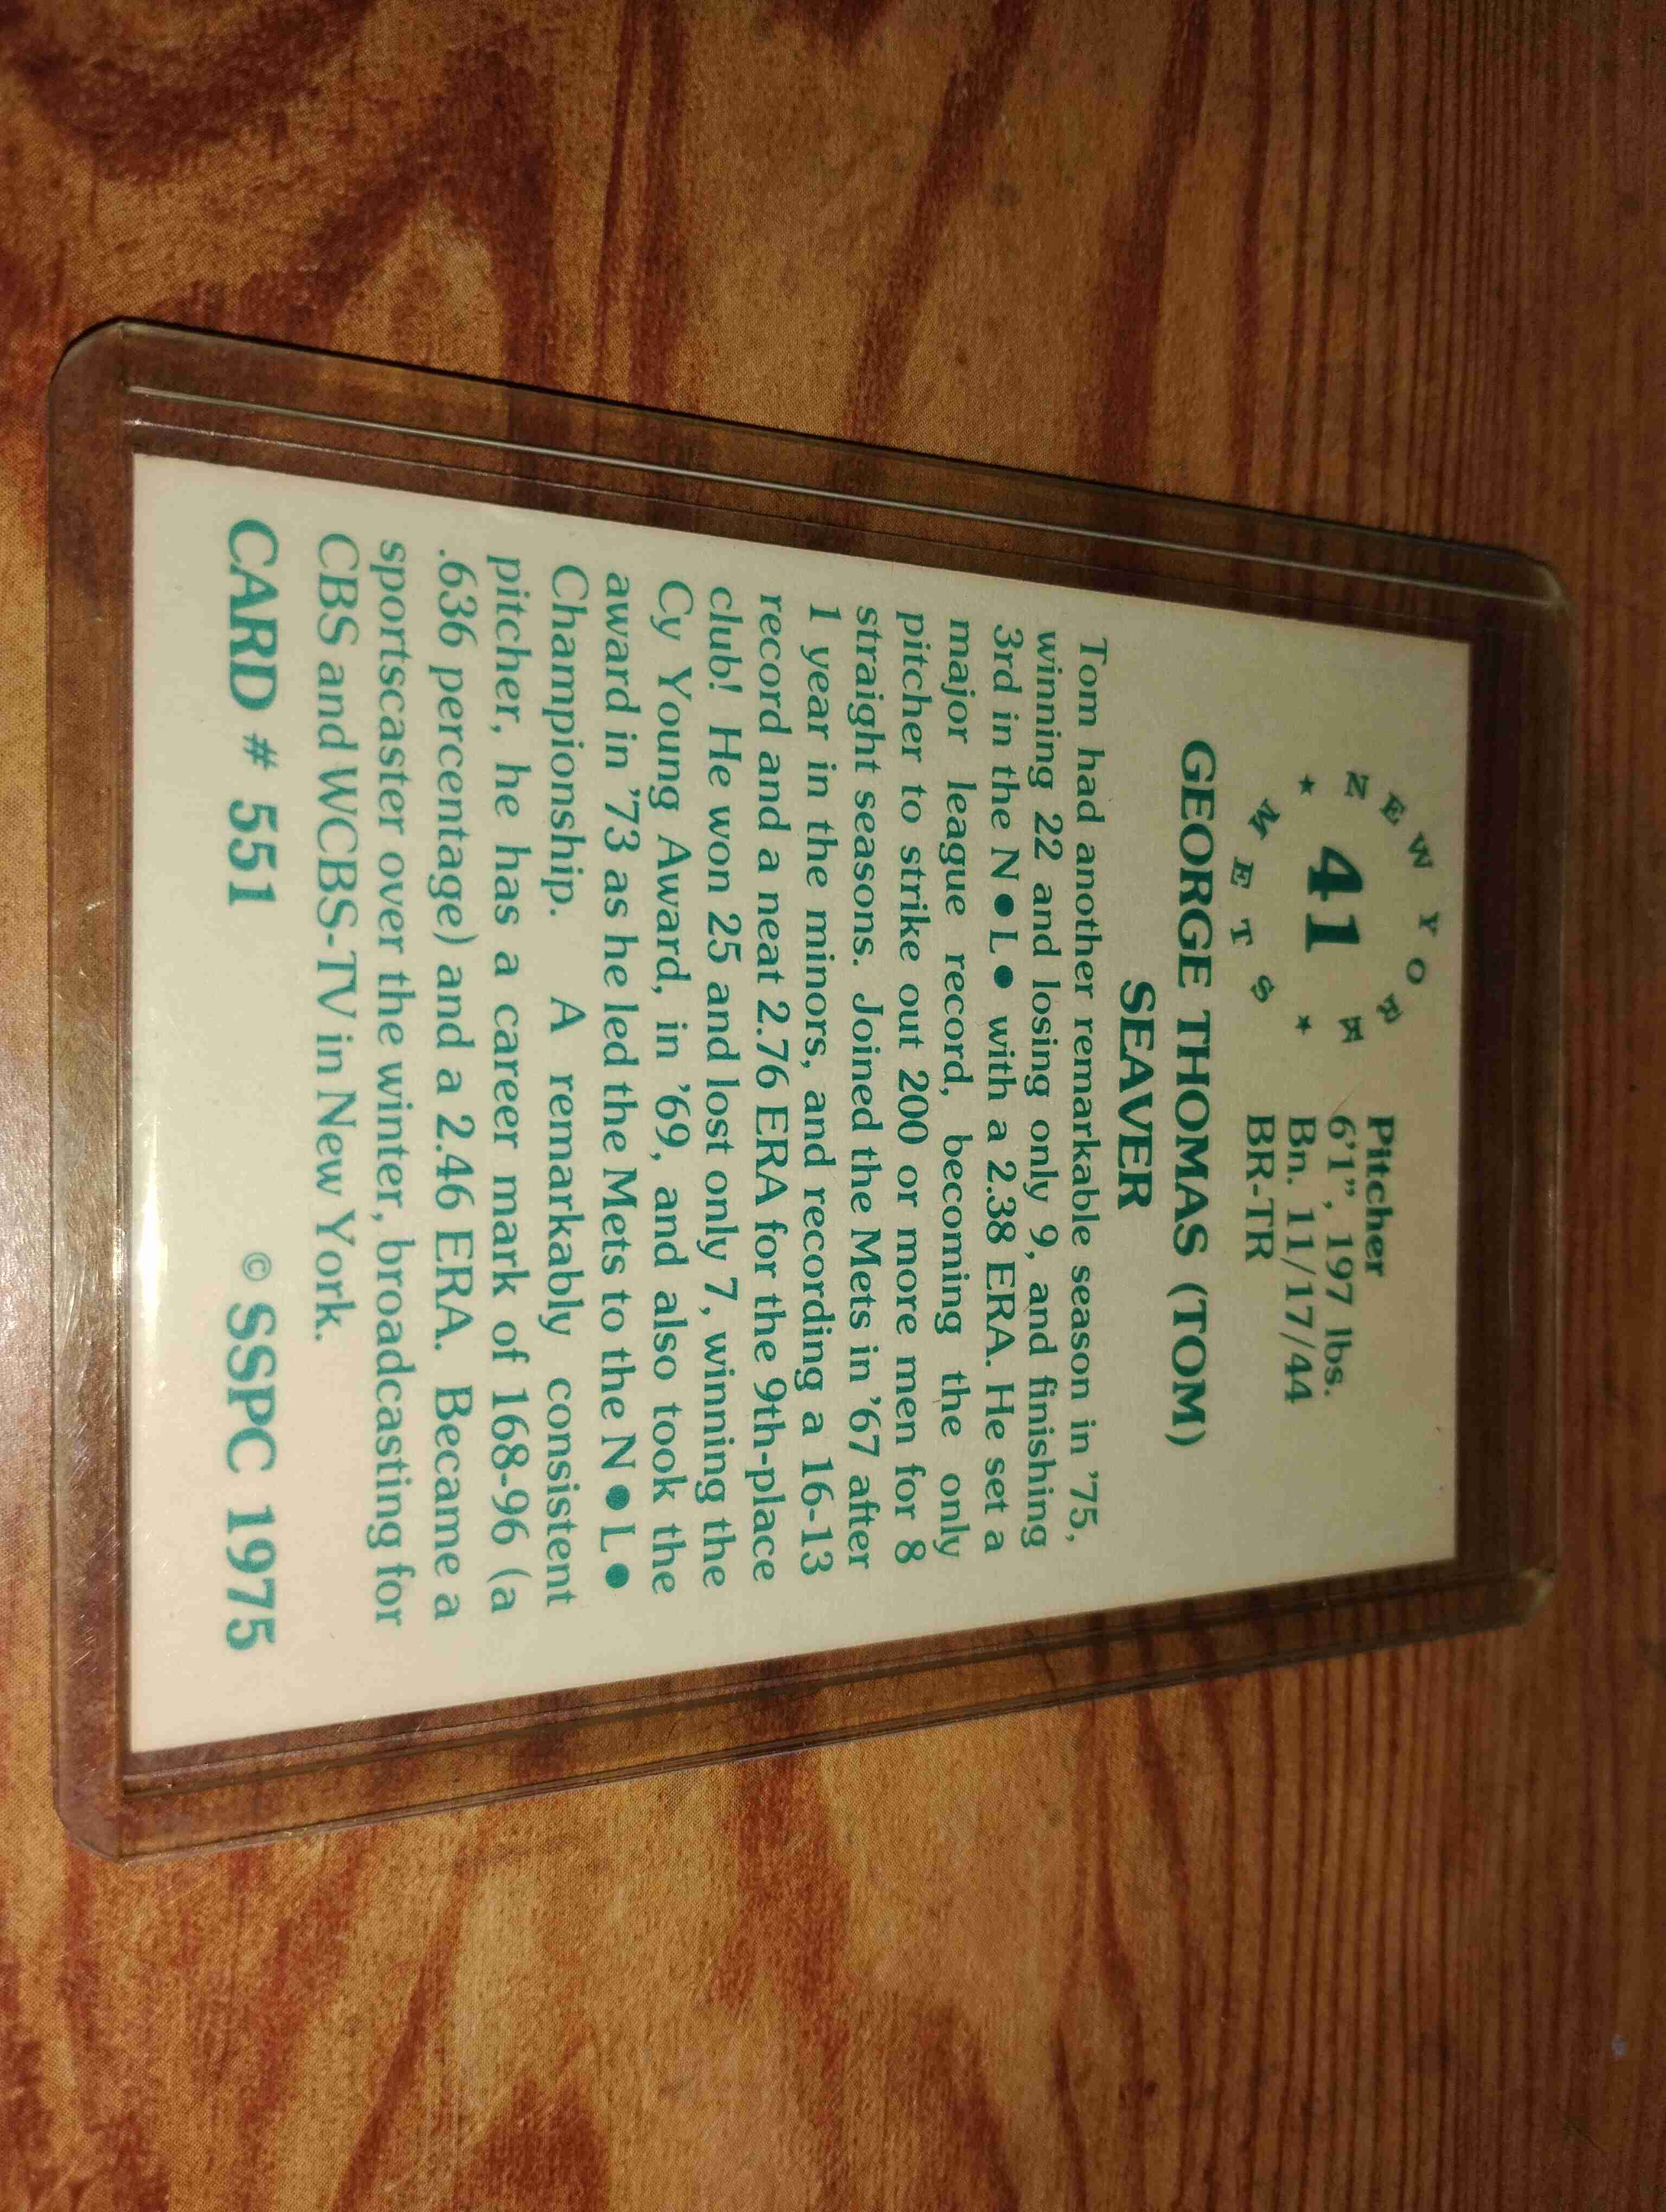 NEW YORK
★ 41 ★
METS
Pitcher
6'1", 197 lbs.
Bn. 11/17/44
BR-TR
GEORGE THOMAS (TOM)
SEAVER
Tom had another remarkable season in '75,
winning 22 and losing only 9, and finishing
3rd in the N●L● with a 2.38 ERA. He set a
major league record, becoming the only
pitcher to strike out 200 or more men for 8
straight seasons. Joined the Mets in '67 after
1 year in the minors, and recording a 16-13
record and a neat 2.76 ERA for the 9th-place
club! He won 25 and lost only 7, winning the
Cy Young Award, in '69, and also took the
award in '73 as he led the Mets to the N●L●
Championship. A remarkably consistent
pitcher, he has a career mark of 168-96 (a
.636 percentage) and a 2.46 ERA. Became a
sportscaster over the winter, broadcasting for
CBS and WCBS-TV in New York.
CARD # 551 © SSPC 1975